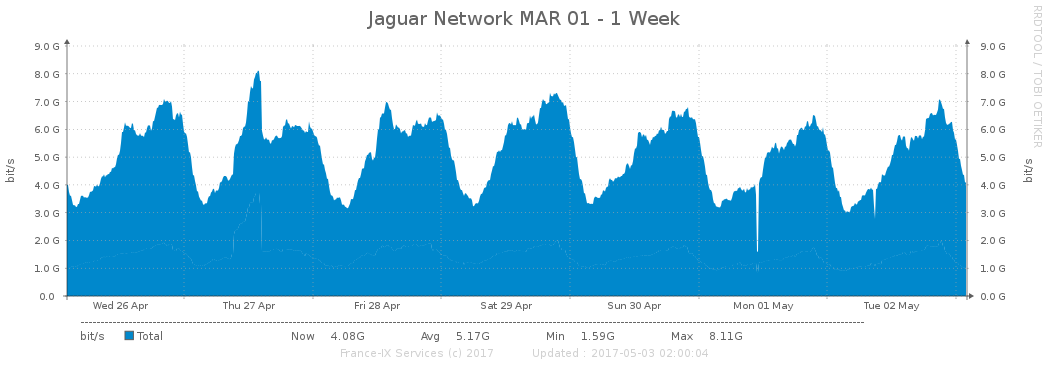 Jaguar Network MAR 01 - 1 Week
RRDTOOL / TOBI OETIKER
9.0 G 9.0 G
8.0 G 8.0 G
7.0 G 7.0 G
6.0 G 6.0 G
5.0 G 5.0 G
4.0 G 4.0 G
3.0 G 3.0 G
2.0 G 2.0 G
1.0 G 1.0 G
0.0 0.0 G
bit/s bit/s
Wed 26 Apr Thu 27 Apr Fri 28 Apr Sat 29 Apr Sun 30 Apr Mon 01 May Tue 02 May
bit/s Total Now 4.08G Avg 5.17G Min 1.59G Max 8.11G
France-IX Services (c) 2017 Updated : 2017-05-03 02:00:04